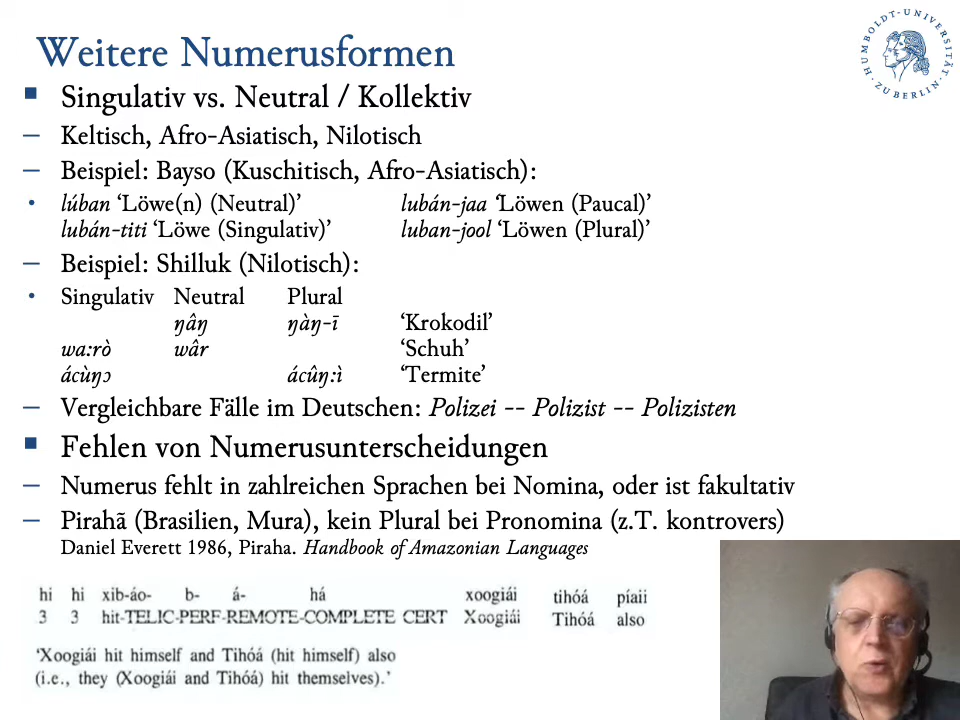 Weitere Numerusformen
HUMBOLDT-UNIVERSITÄT ZU BERLIN
▪ Singulativ vs. Neutral / Kollektiv
– Keltisch, Afro-Asiatisch, Nilotisch
– Beispiel: Bayso (Kuschitisch, Afro-Asiatisch):
• lúban ‘Löwe(n) (Neutral)’ lubán-jaa ‘Löwen (Paucal)’
lubán-titi ‘Löwe (Singulativ)’ luban-jool ‘Löwen (Plural)’
– Beispiel: Shilluk (Nilotisch):
• Singulativ Neutral Plural
ŋâŋ ŋàŋ-ī ‘Krokodil’
wa:rò wâr ‘Schuh’
ácùŋɔ ácûŋ:ì ‘Termite’
– Vergleichbare Fälle im Deutschen: Polizei -- Polizist -- Polizisten
▪ Fehlen von Numerusunterscheidungen
– Numerus fehlt in zahlreichen Sprachen bei Nomina, oder ist fakultativ
– Pirahã (Brasilien, Mura), kein Plural bei Pronomina (z.T. kontrovers)
Daniel Everett 1986, Piraha. Handbook of Amazonian Languages
hi hi xib-áo- b- á- há xoogiái tihóá píaii
3 3 hit-TELIC-PERF-REMOTE-COMPLETE CERT Xoogiái Tihóá also
‘Xoogiái hit himself and Tihóá (hit himself) also
(i.e., they (Xoogiái and Tihóá) hit themselves).’